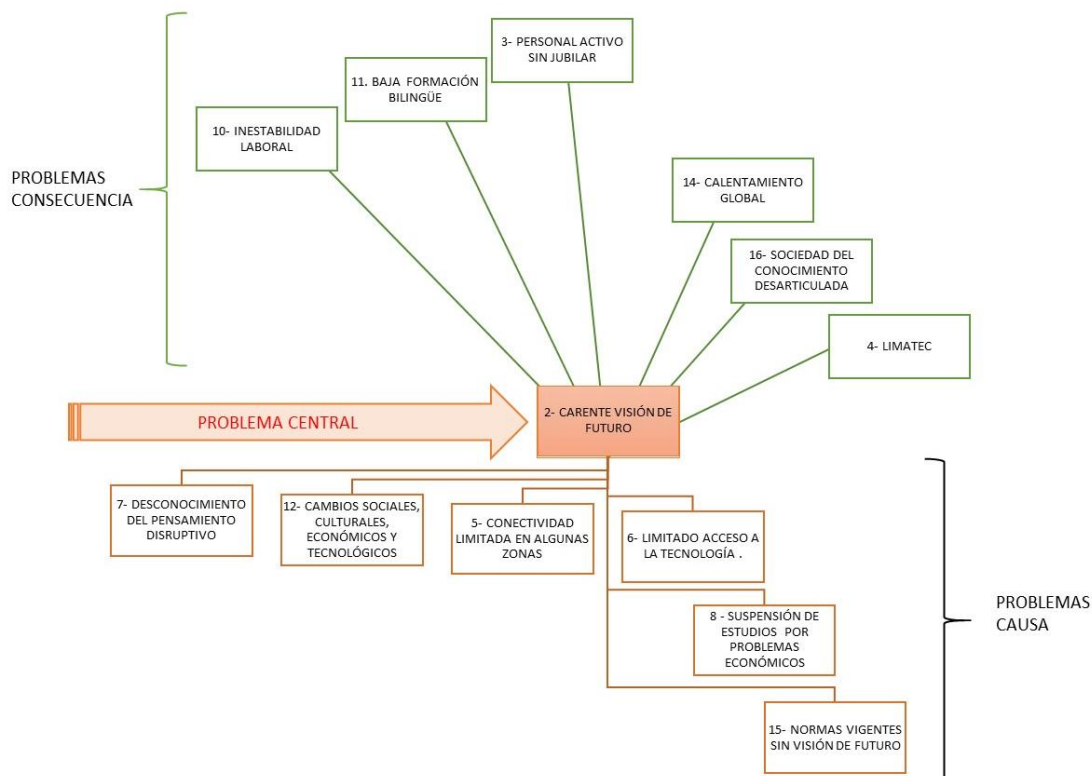 3- PERSONAL ACTIVO
SIN JUBILAR
11. BAJA FORMACIÓN
BILINGÜE
10- INESTABILIDAD
LABORAL
PROBLEMAS
CONSECUENCIA
14- CALENTAMIENTO
GLOBAL
16- SOCIEDAD DEL
CONOCIMIENTO
DESARTICULADA
4- LIMATEC
PROBLEMA CENTRAL
2- CARENTE VISIÓN DE
FUTURO
7- DESCONOCIMIENTO
DEL PENSAMIENTO
DISRUPTIVO
12- CAMBIOS SOCIALES,
CULTURALES,
ECONÓMICOS Y
TECNOLÓGICOS
5- CONECTIVIDAD
LIMITADA EN ALGUNAS
ZONAS
6- LIMITADO ACCESO A
LA TECNOLOGÍA .
8 - SUSPENSIÓN DE
ESTUDIOS POR
PROBLEMAS
ECONÓMICOS
PROBLEMAS
CAUSA
15- NORMAS VIGENTES
SIN VISIÓN DE FUTURO